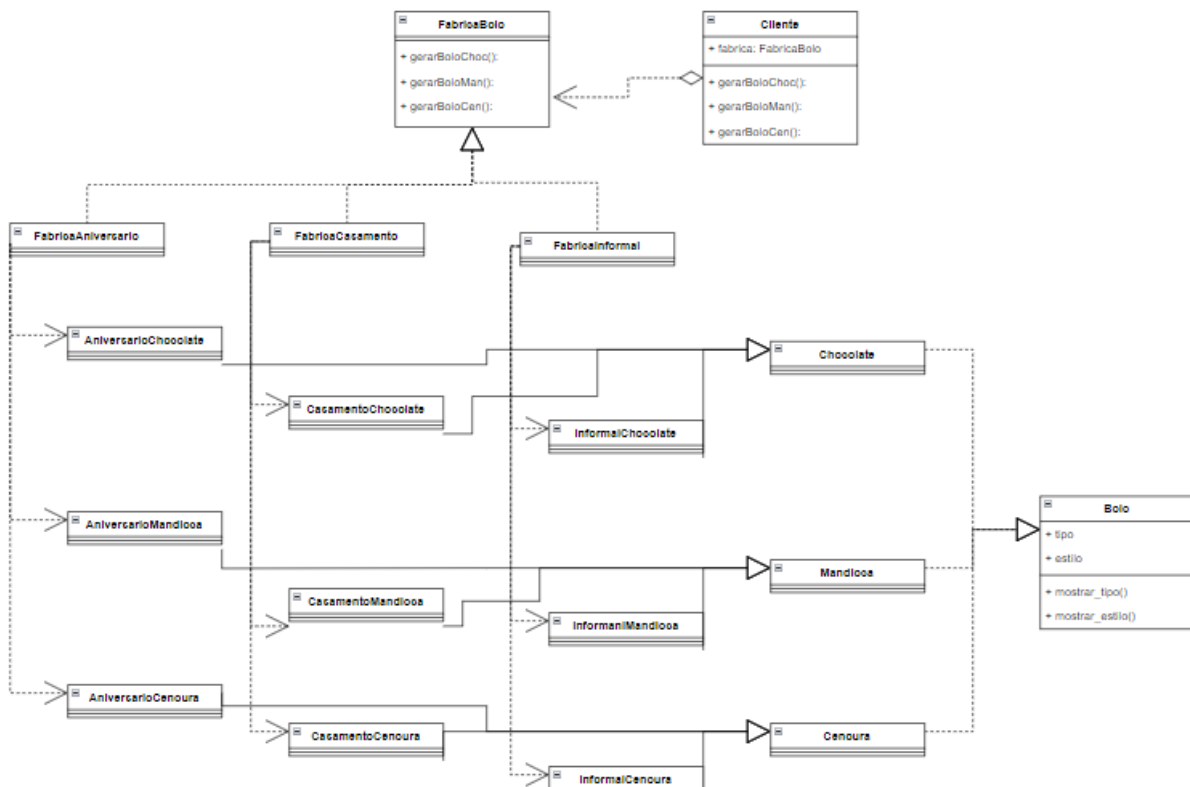 FabricaBolo
+ gerarBoloChoc():
+ gerarBoloMan():
+ gerarBoloCen():
Cliente
+ fabrica: FabricaBolo
+ gerarBoloChoc():
+ gerarBoloMan():
+ gerarBoloCen():
FabricaAniversario
FabricaCasamento
FabricaInformal
AniversarioChocolate
Chocolate
CasamentoChocolate
InformalChocolate
AniversarioMandioca
Bolo
+ tipo
+ estilo
+ mostrar_tipo()
+ mostrar_estilo()
Mandioca
CasamentoMandioca
InformanlMandioca
AniversarioCenoura
CasamentoCenoura
Cenoura
InformalCenoura